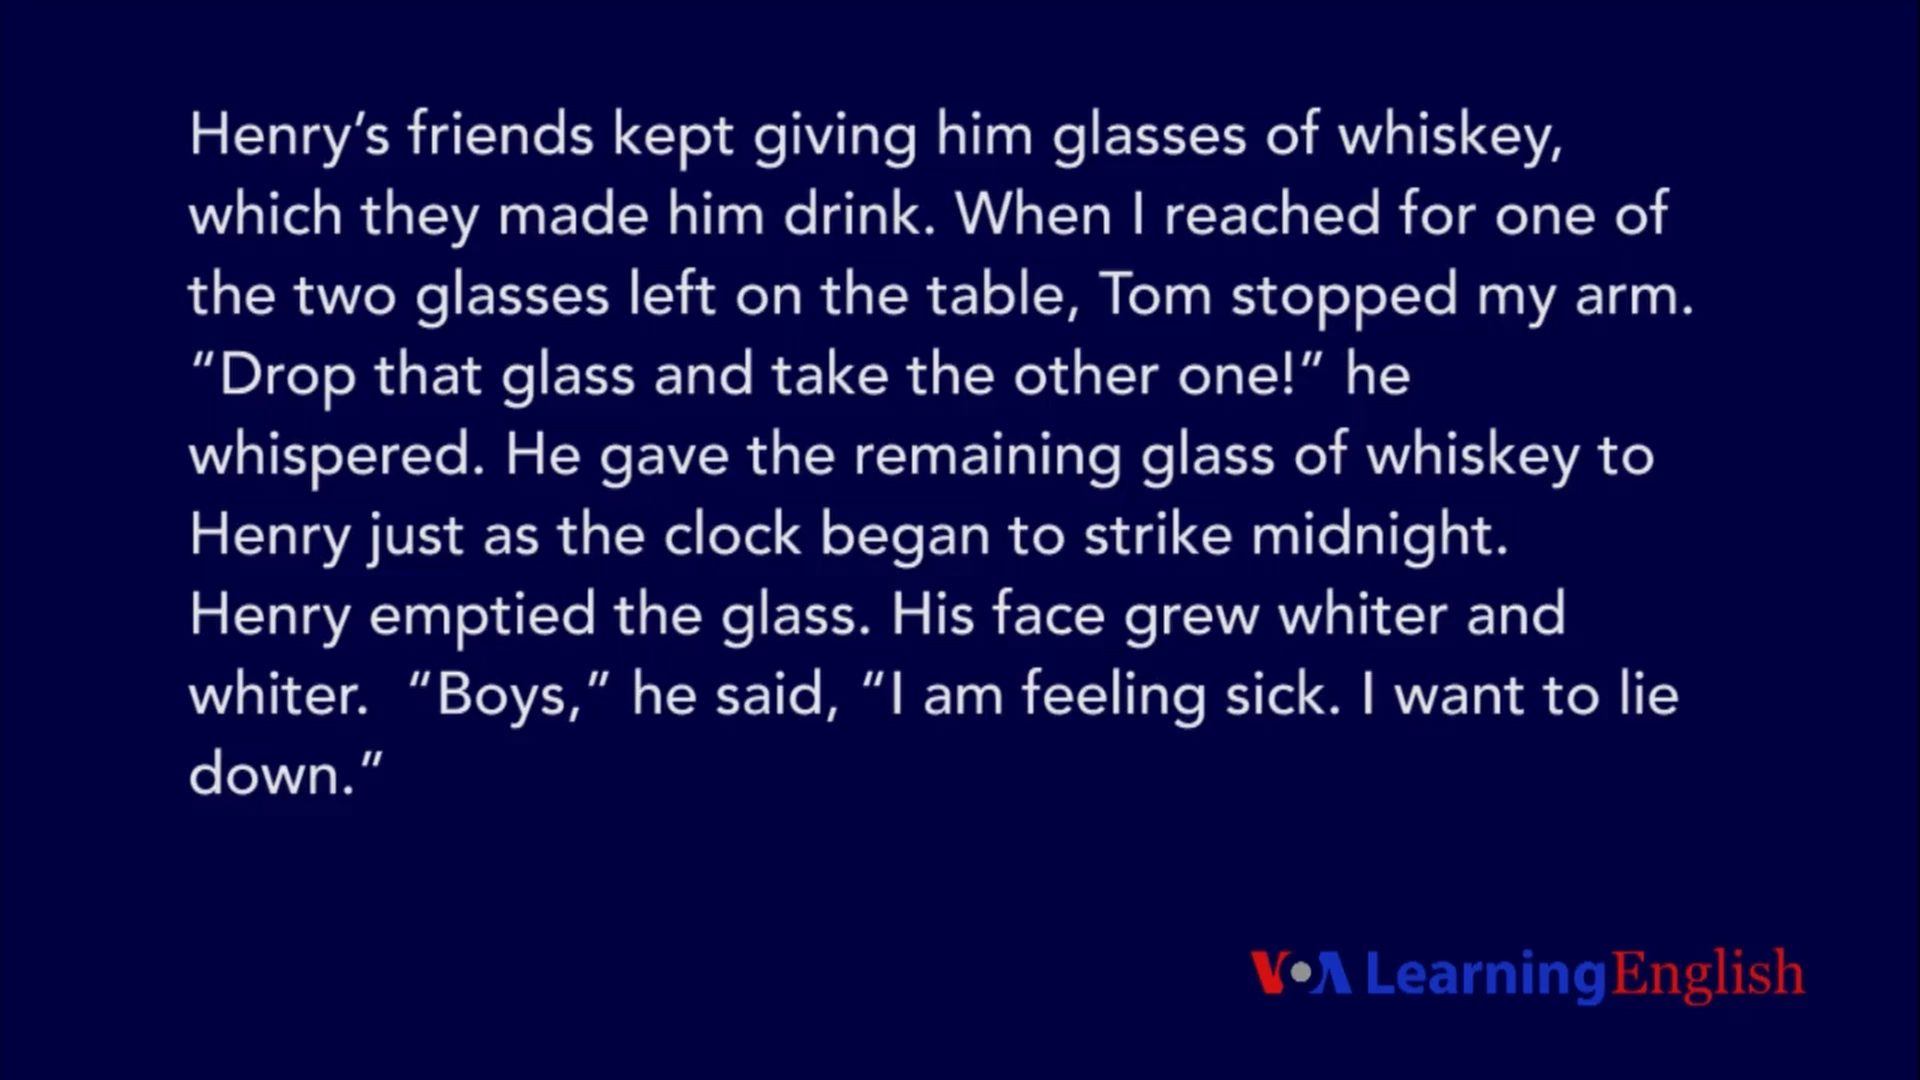 Henry’s friends kept giving him glasses of whiskey,
which they made him drink. When I reached for one of
the two glasses left on the table, Tom stopped my arm.
“Drop that glass and take the other one!” he
whispered. He gave the remaining glass of whiskey to
Henry just as the clock began to strike midnight.
Henry emptied the glass. His face grew whiter and
whiter.  “Boys,” he said, “I am feeling sick. I want to lie
down.”
VOA Learning English